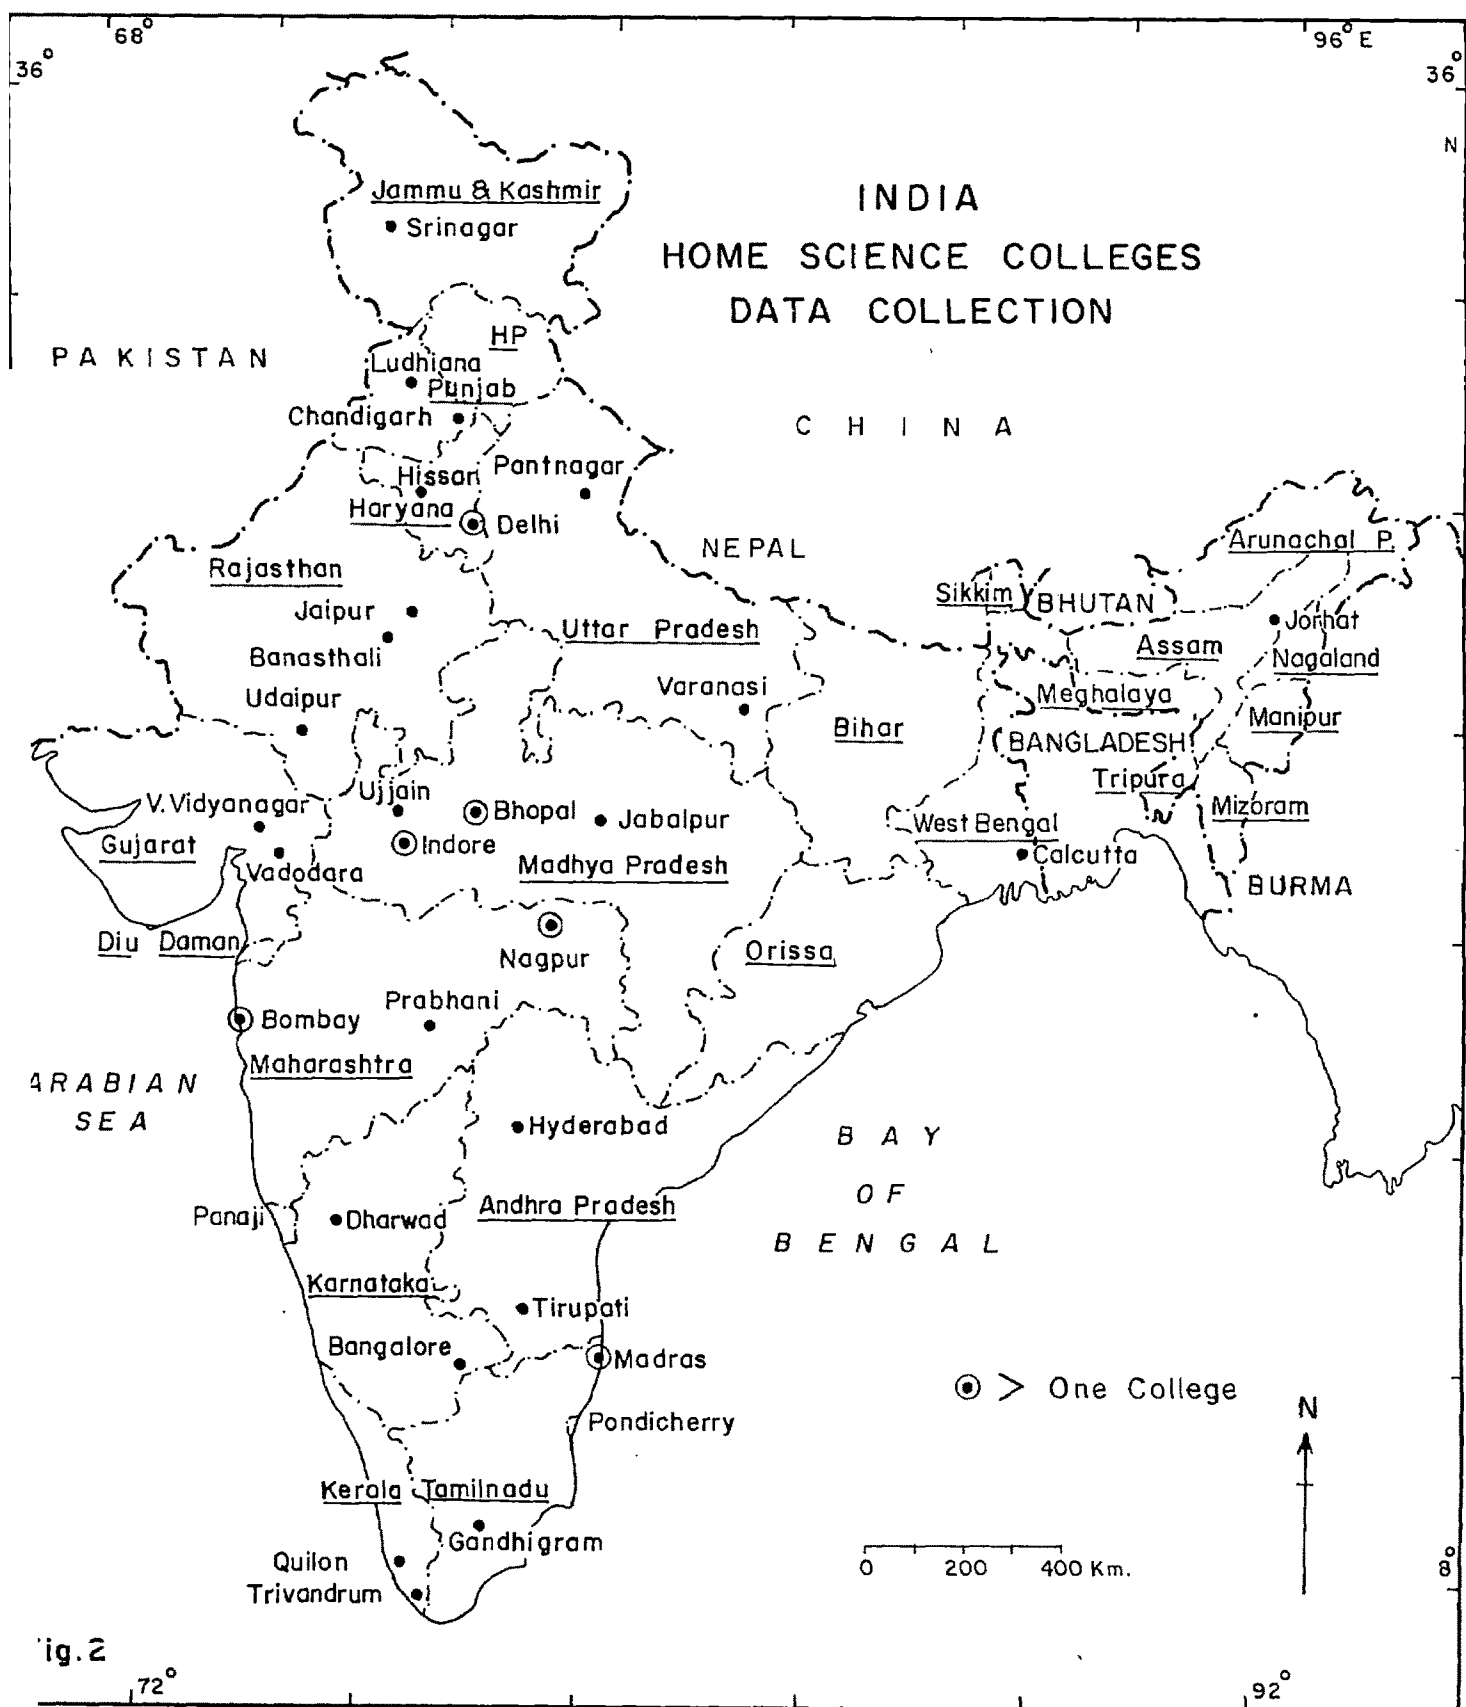 68°
96° E
36°
36°
N
INDIA
HOME SCIENCE COLLEGES
DATA COLLECTION
Jammu & Kashmir
Srinagar
HP
PAKISTAN
Ludhiana
Punjab
Chandigarh
CHINA
Hissar
Pantnagar
Haryana
Delhi
NEPAL
Arunachal P.
Rajasthan
Sikkim
BHUTAN
Jaipur
Jorhat
Uttar Pradesh
Assam
Banasthali
Nagaland
Udaipur
Varanasi
Meghalaya
Manipur
Bihar
BANGLADESH
Tripura
Ujjain
V. Vidyanagar
Bhopal
Jabalpur
Mizoram
West Bengal
Gujarat
Indore
Calcutta
Vadodara
Madhya Pradesh
BURMA
Diu Daman
Nagpur
Orissa
Prabhani
Bombay
Maharashtra
ARABIAN
SEA
Hyderabad
BAY
OF
BENGAL
Panaji
Dharwad
Andhra Pradesh
Karnataka
Tirupati
Bangalore
Madras
> One College
N
Pondicherry
Kerala
Tamilnadu
Gandhigram
Quilon
Trivandrum
0 200 400 Km.
8°
ig.2
72°
92°